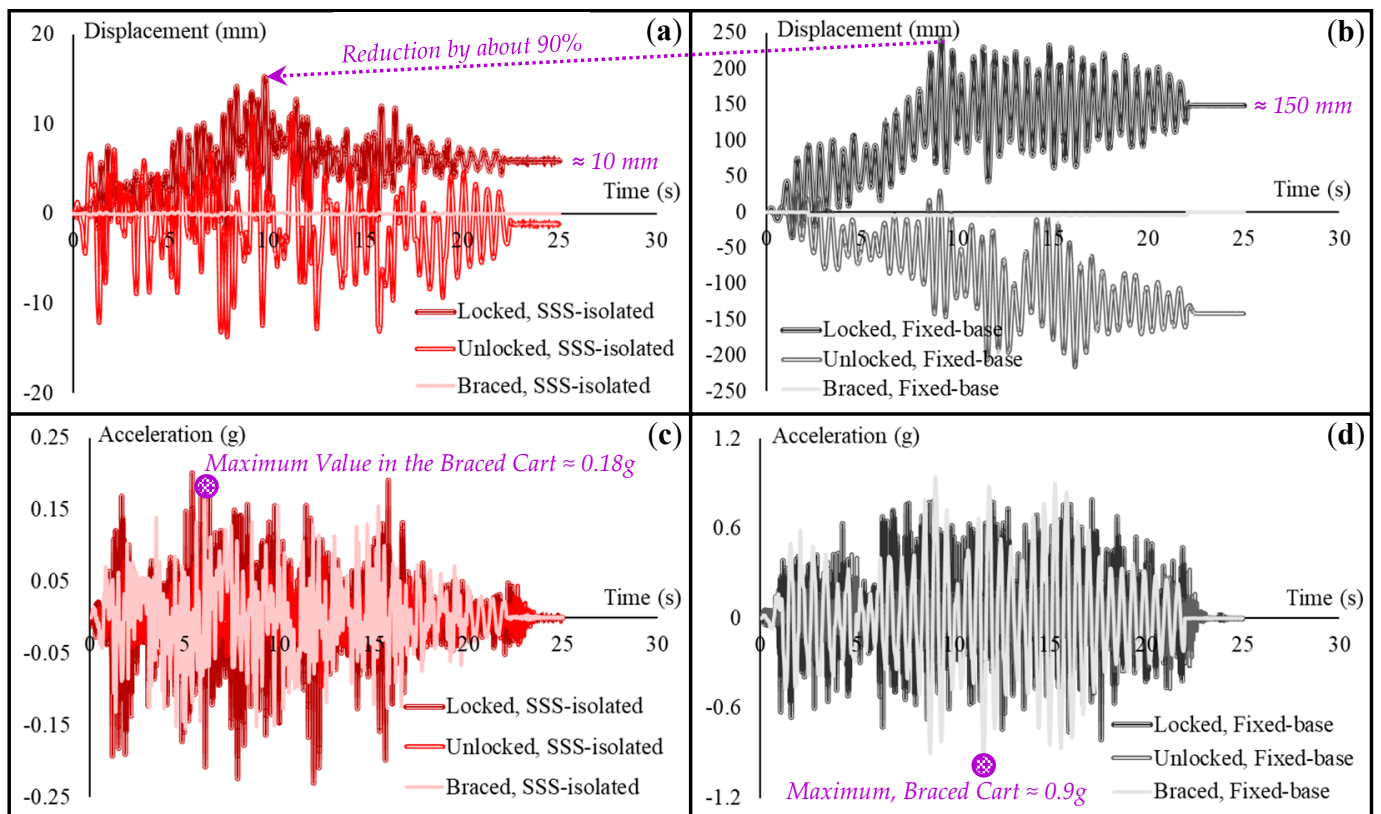 (a)
Displacement (mm)
Reduction by about 90%
20
10
0
-10
-20
≈ 10 mm
Time (s)
0 5 10 15 20 25 30
Locked, SSS-isolated
Unlocked, SSS-isolated
Braced, SSS-isolated
(b)
Displacement (mm)
250
200
150
100
50
0
-50
-100
-150
-200
-250
≈ 150 mm
Time (s)
0 5 10 15 20 25 30
Locked, Fixed-base
Unlocked, Fixed-base
Braced, Fixed-base
(c)
Acceleration (g)
Maximum Value in the Braced Cart ≈ 0.18g
0.25
0.15
0.05
-0.05
-0.15
-0.25
Time (s)
0 5 10 15 20 25 30
Locked, SSS-isolated
Unlocked, SSS-isolated
Braced, SSS-isolated
(d)
Acceleration (g)
1.2
0.6
0
-0.6
-1.2
Time (s)
0 5 10 15 20 25 30
Locked, Fixed-base
Unlocked, Fixed-base
Braced, Fixed-base
Maximum, Braced Cart ≈ 0.9g